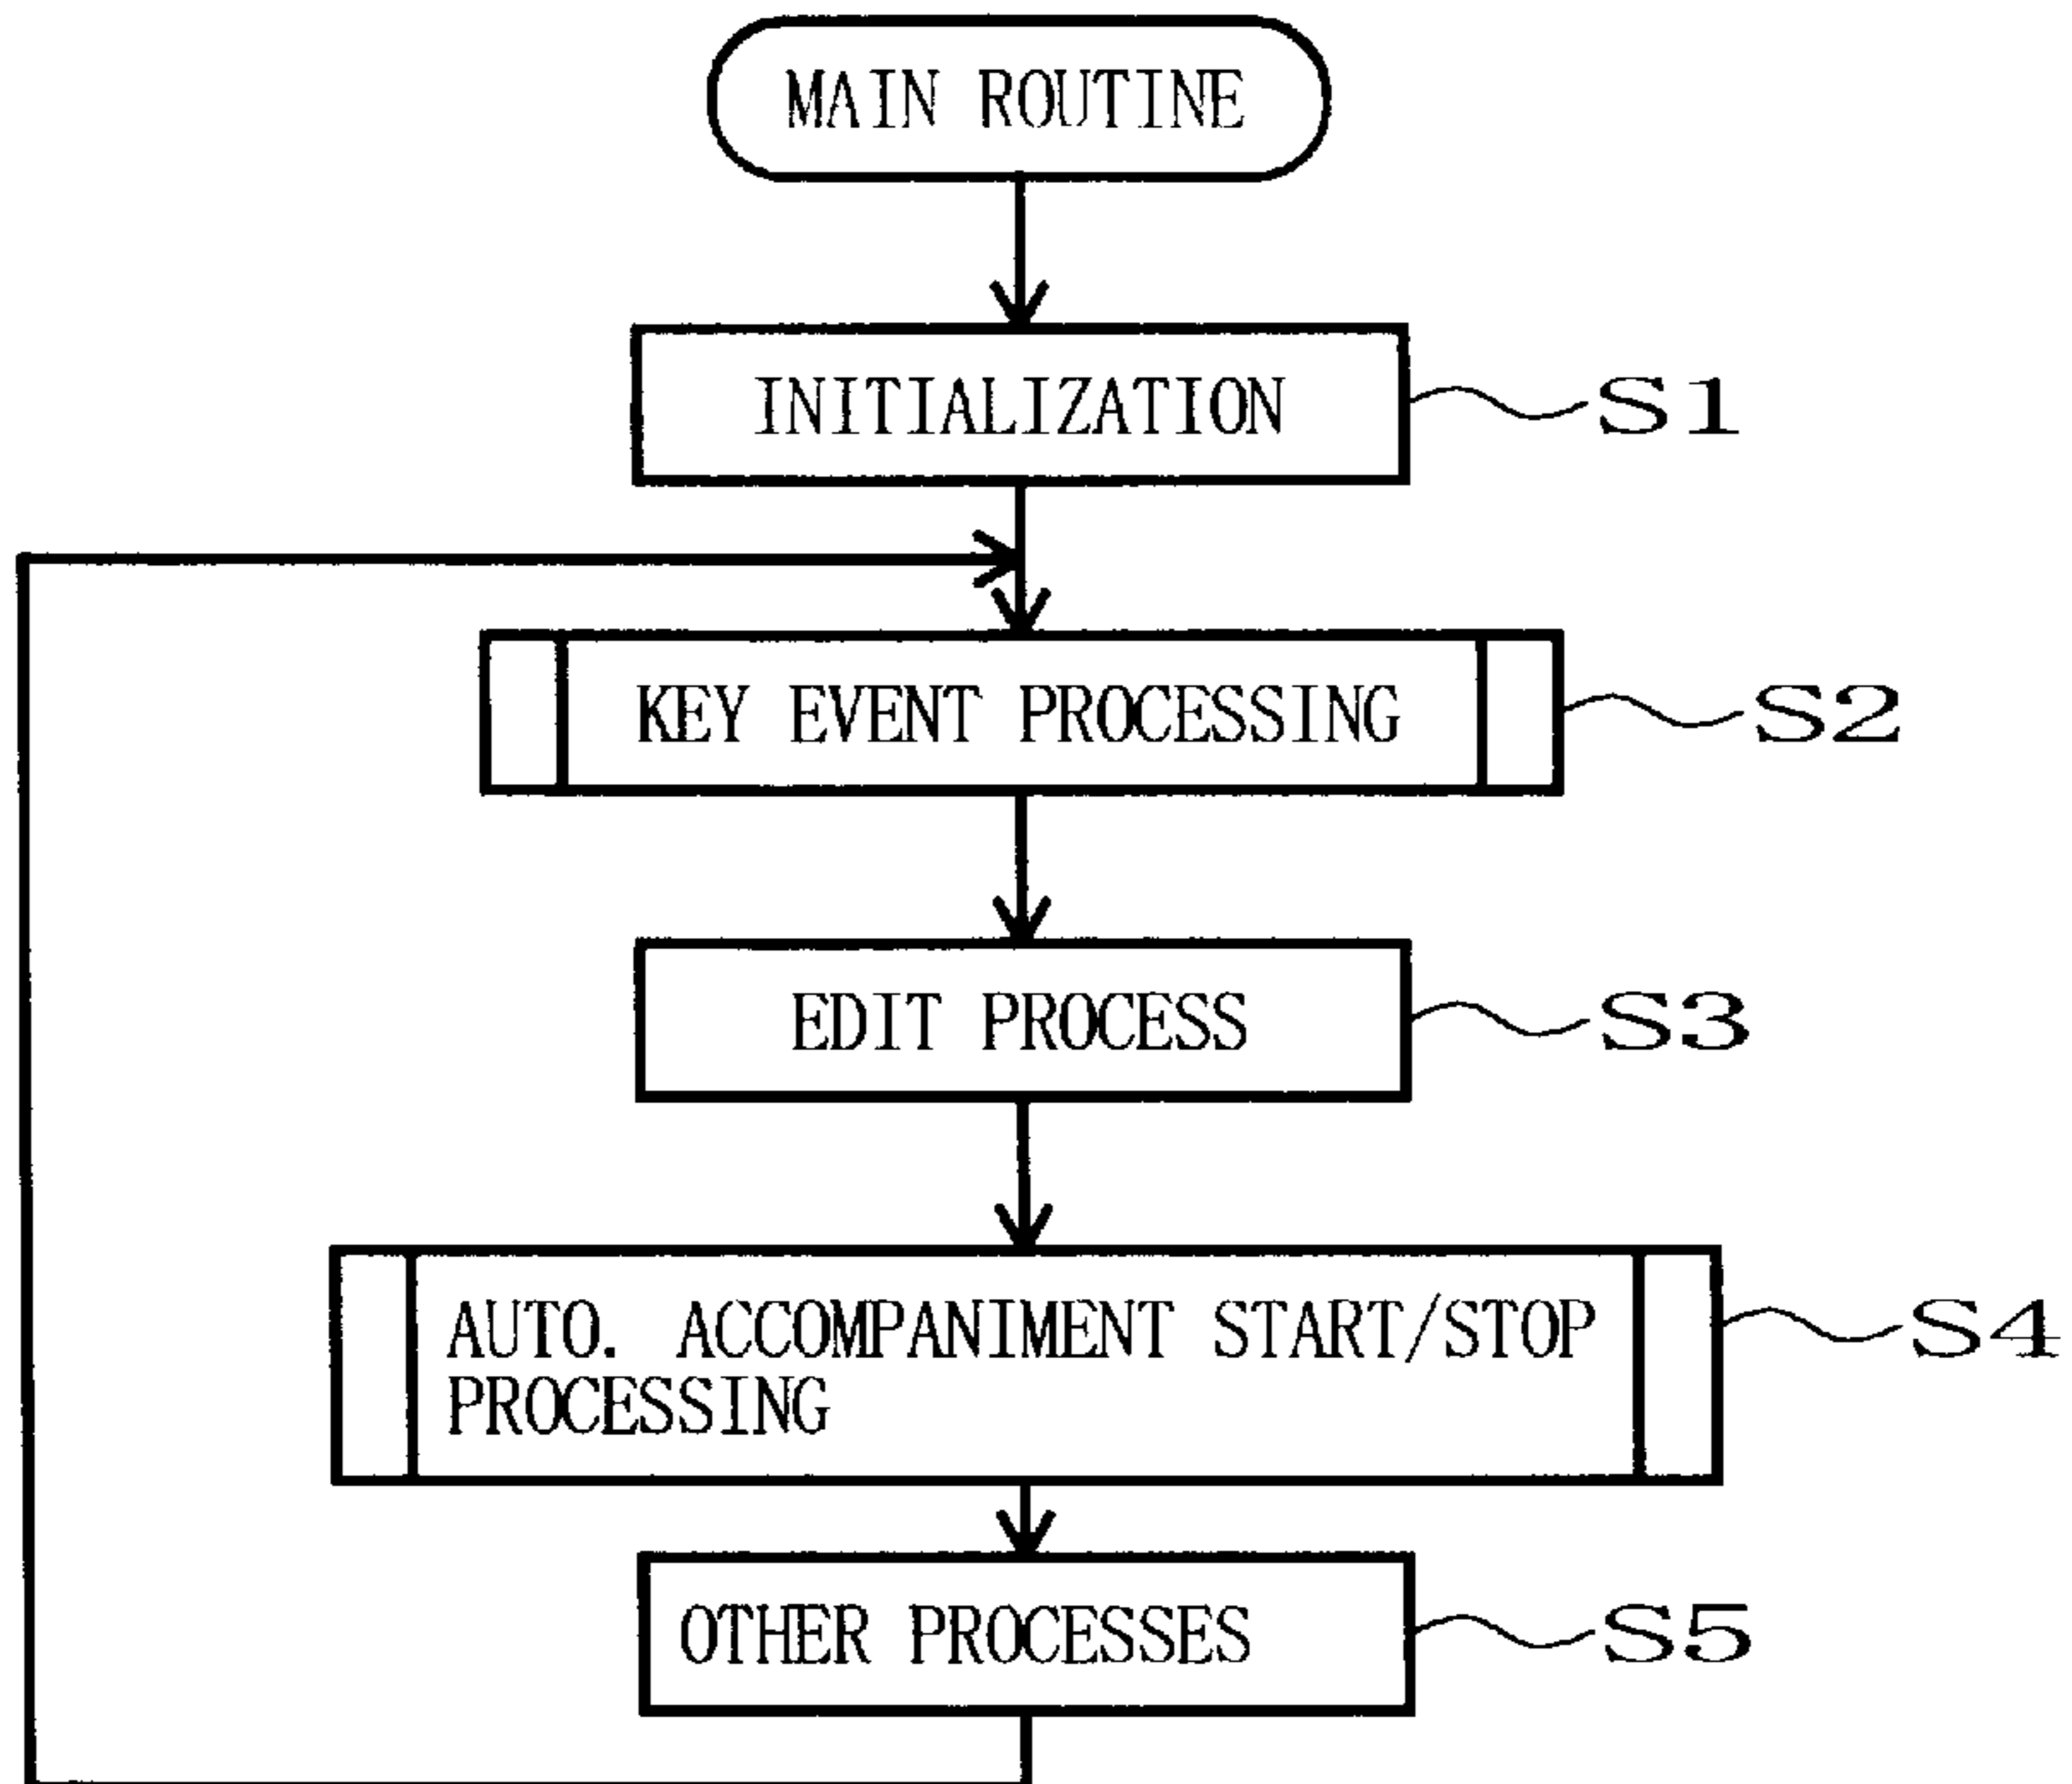 MAIN ROUTINE
INITIALIZATION
S1
KEY EVENT PROCESSING
S2
EDIT PROCESS
S3
AUTO. ACCOMPANIMENT START/STOP
PROCESSING
S4
OTHER PROCESSES
S5